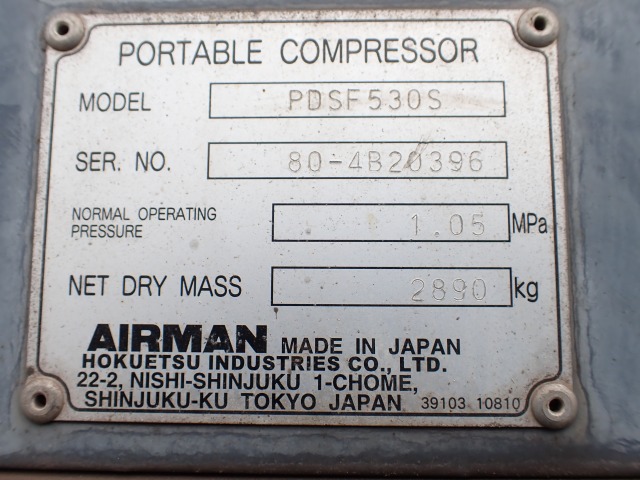 PORTABLE COMPRESSOR
MODEL PDSF530S
SER. NO. 80-4B20396
NORMAL OPERATING
PRESSURE 1.05 MPa
NET DRY MASS 2890 kg
AIRMAN MADE IN JAPAN
HOKUETSU INDUSTRIES CO., LTD.
22-2, NISHI-SHINJUKU 1-CHOME,
SHINJUKU-KU TOKYO JAPAN 39103 10810